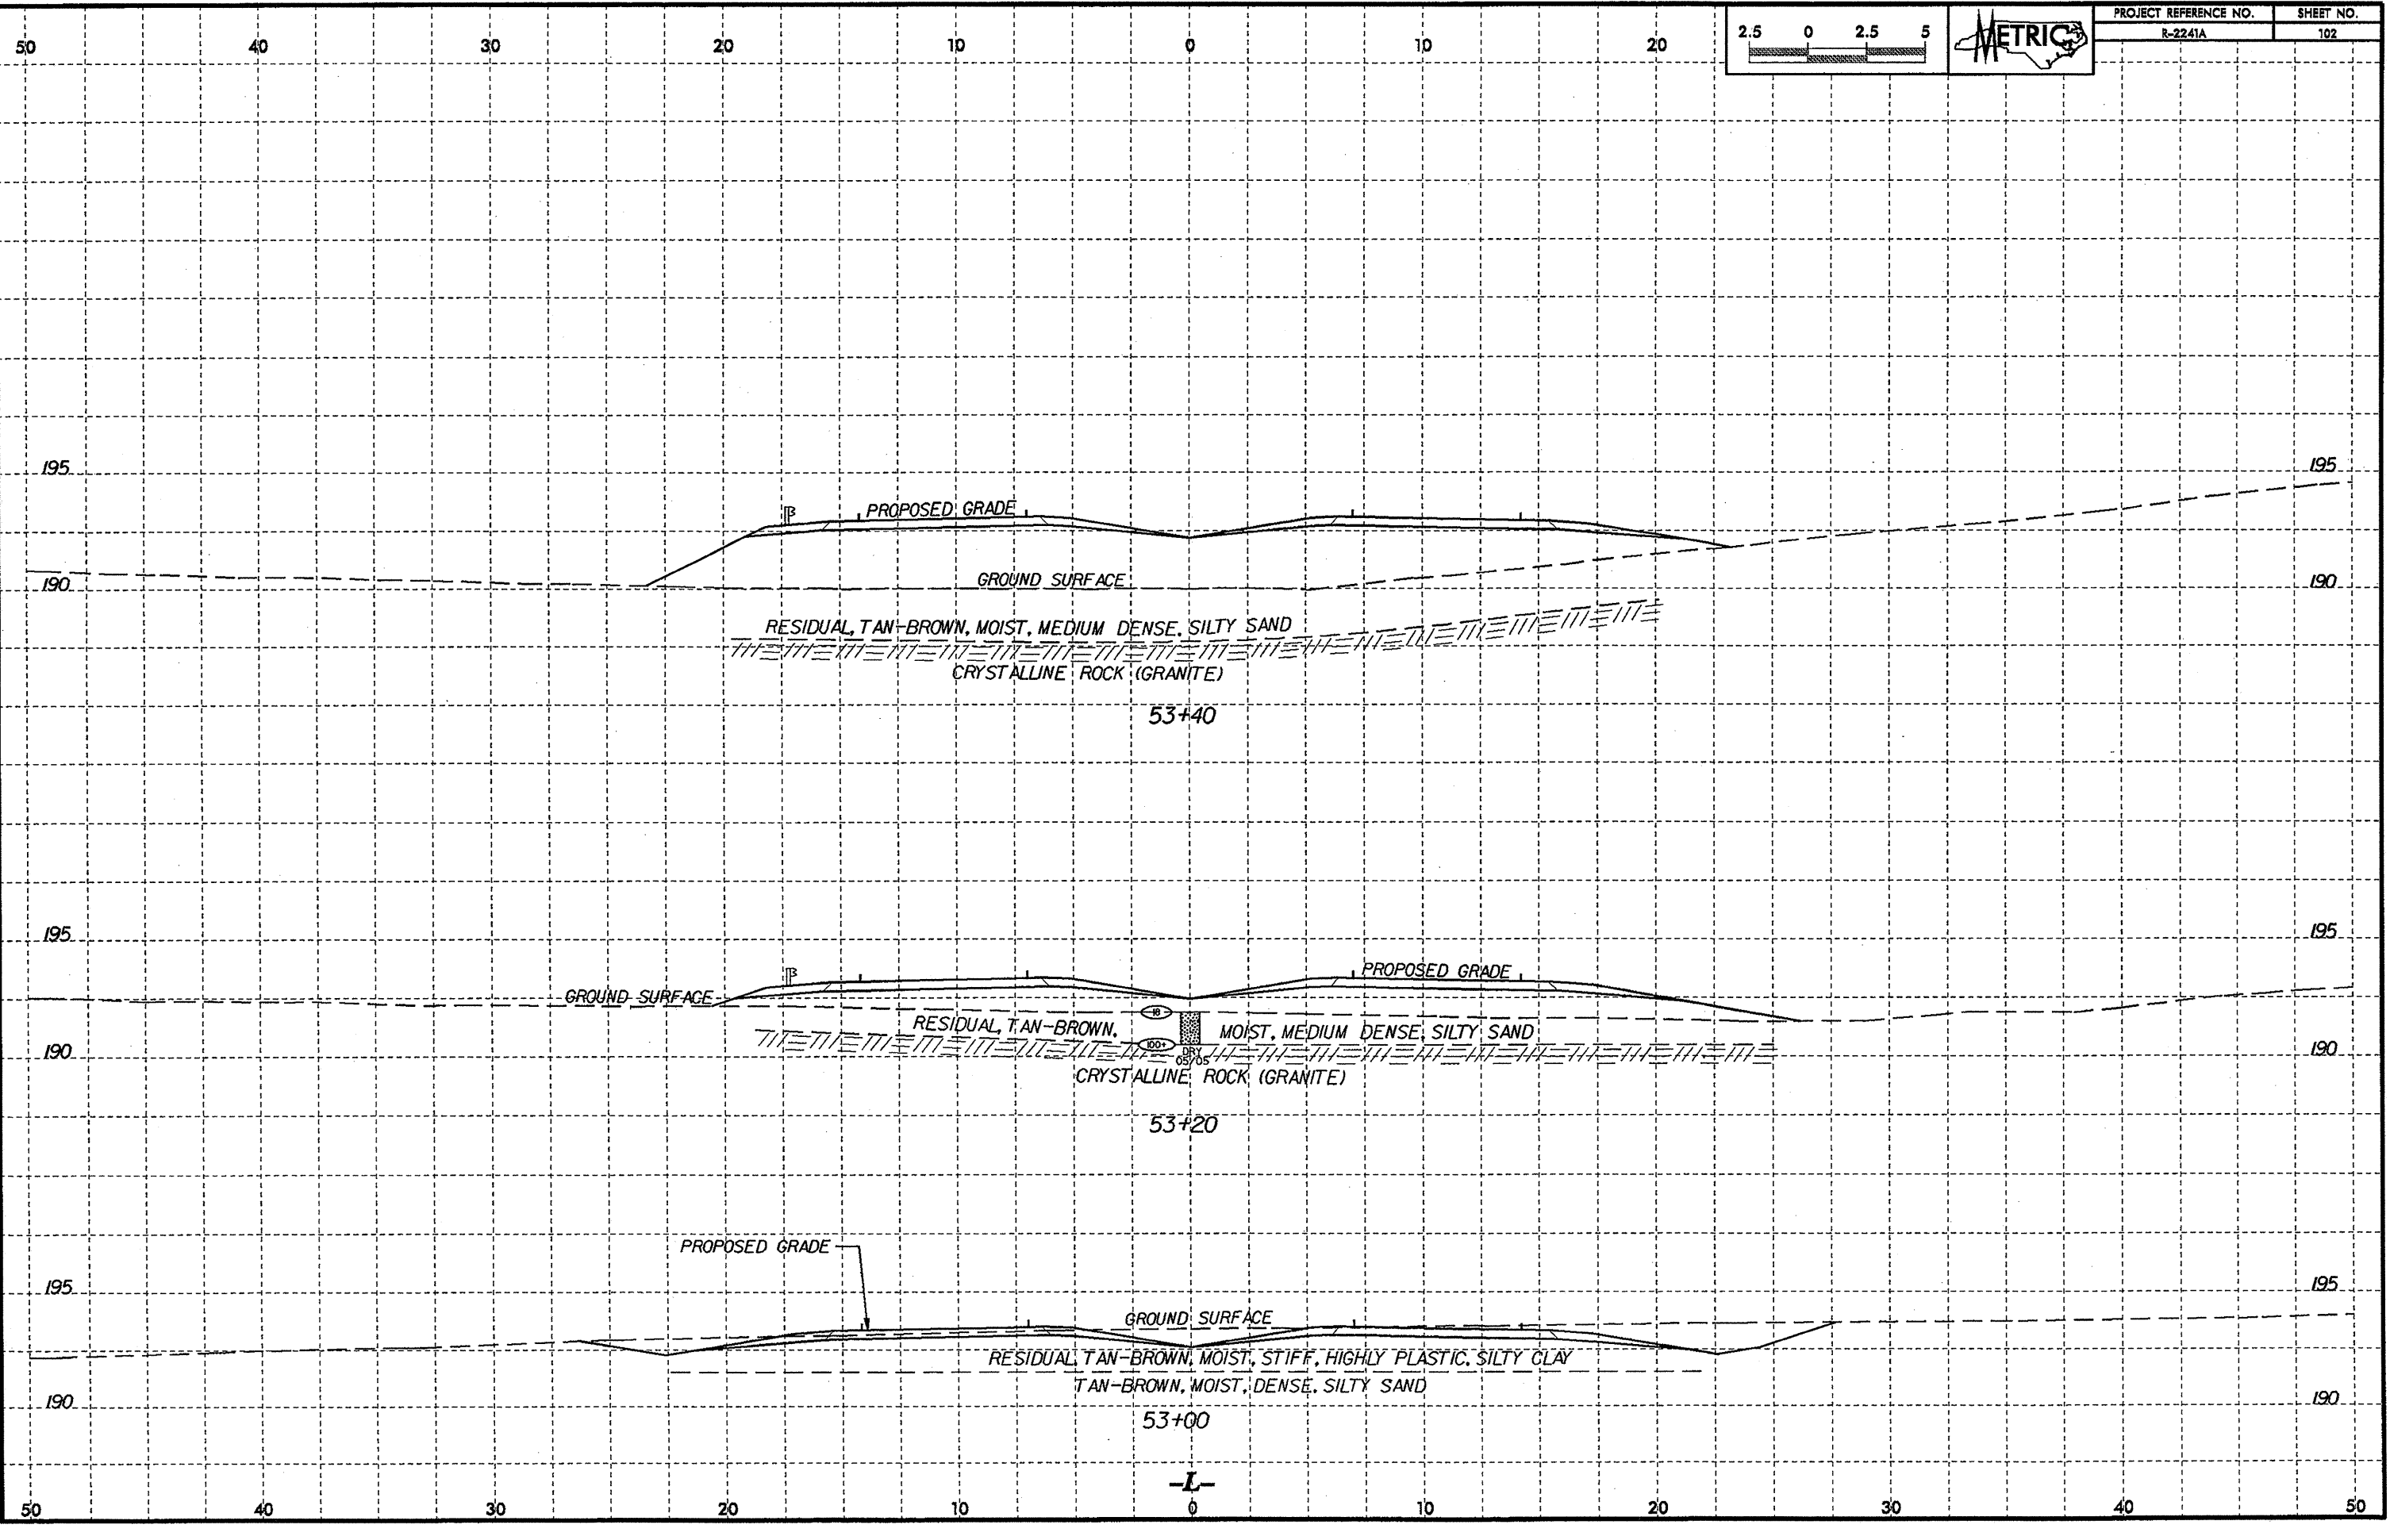 PROJECT REFERENCE NO. SHEET NO.
R-2241A 102
METRIC
2.5 0 2.5 5
50 40 30 20 10 0 10 20
195 195
PROPOSED GRADE
190 GROUND SURFACE 190
RESIDUAL, TAN-BROWN, MOIST, MEDIUM DENSE, SILTY SAND
CRYSTALLINE ROCK (GRANITE)
53+40
195 195
PROPOSED GRADE
GROUND SURFACE
18
RESIDUAL, TAN-BROWN, MOIST, MEDIUM DENSE, SILTY SAND
100+
190 190
DRY
05/05
CRYSTALLINE ROCK (GRANITE)
53+20
PROPOSED GRADE
195 195
GROUND SURFACE
RESIDUAL, TAN-BROWN, MOIST, STIFF, HIGHLY PLASTIC, SILTY CLAY
TAN-BROWN, MOIST, DENSE, SILTY SAND
190 190
53+00
-L-
50 40 30 20 10 0 10 20 30 40 50